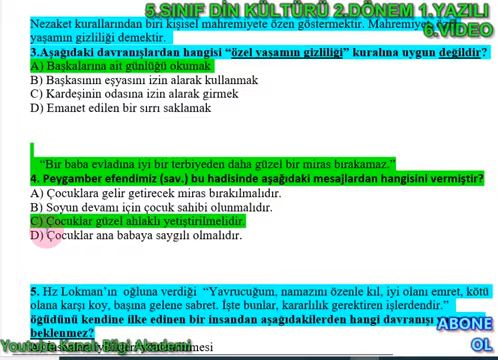 5.SINIF DİN KÜLTÜRÜ 2.DÖNEM 1.YAZILI
6.VİDEO
Nezaket kurallarından biri kişisel mahremiyete özen göstermektir. Mahremiyet, özel
yaşamın gizliliği demektir.
3.Aşağıdaki davranışlardan hangisi “özel yaşamın gizliliği” kuralına uygun değildir?
A) Başkalarına ait günlüğü okumak
B) Başkasının eşyasını izin alarak kullanmak
C) Kardeşinin odasına izin alarak girmek
D) Emanet edilen bir sırrı saklamak
“Bir baba evladına iyi bir terbiyeden daha güzel bir miras bırakamaz.”
4. Peygamber efendimiz (sav.) bu hadisinde aşağıdaki mesajlardan hangisini vermiştir?
A) Çocuklara gelir getirecek miras bırakılmalıdır.
B) Soyun devamı için çocuk sahibi olunmalıdır.
C) Çocuklar güzel ahlaklı yetiştirilmelidir.
D) Çocuklar ana babaya saygılı olmalıdır.
5. Hz Lokman’ın oğluna verdiği “Yavrucuğum, namazını özenle kıl, iyi olanı emret, kötü
olana karşı koy, başına gelene sabret. İşte bunlar, kararlılık gerektiren işlerdendir.”
öğüdünü kendine ilke edinen bir insandan aşağıdakilerden hangi davranışı
beklenmez?
ABONE
OL
Youtube Kanalı Bilgi Akademi